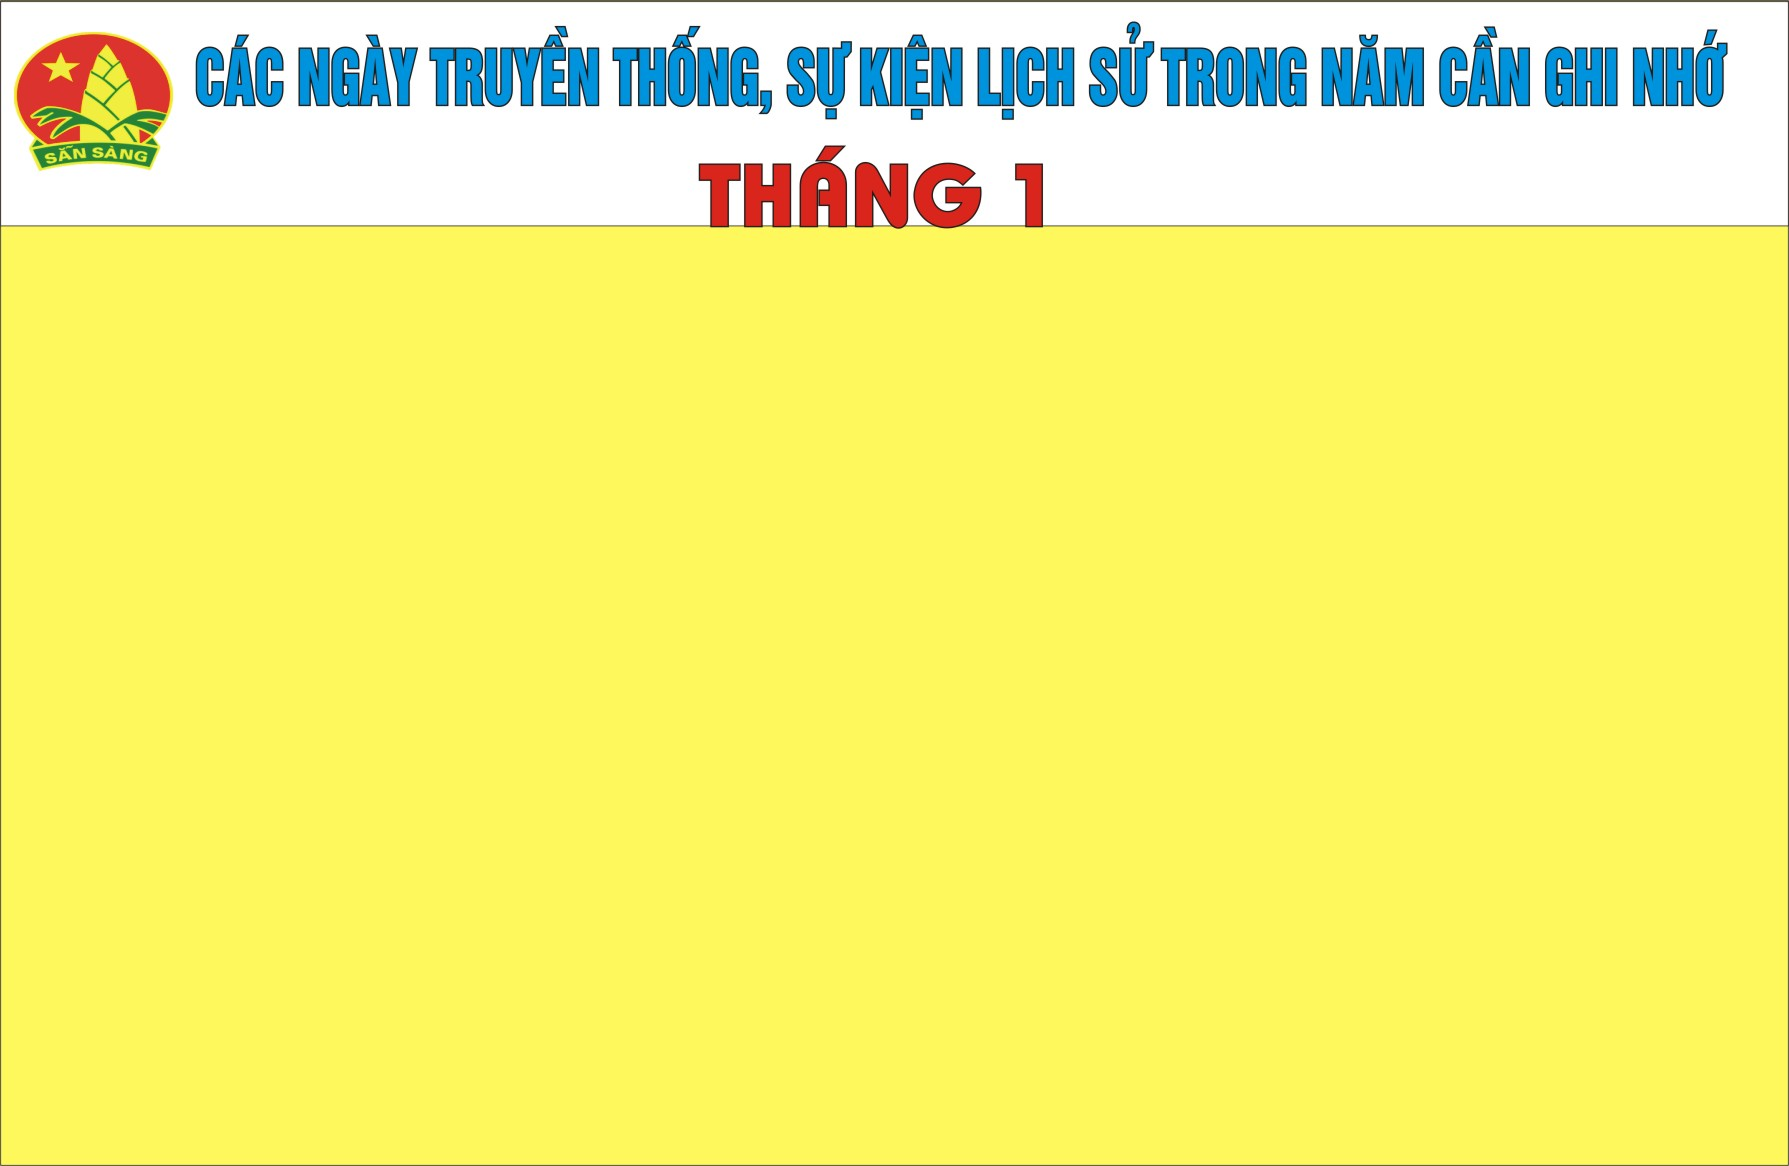 CÁC NGÀY TRUYỀN THỐNG, SỰ KIỆN LỊCH SỬ TRONG NĂM CẦN GHI NHỚ
SẴN SÀNG
THÁNG 1